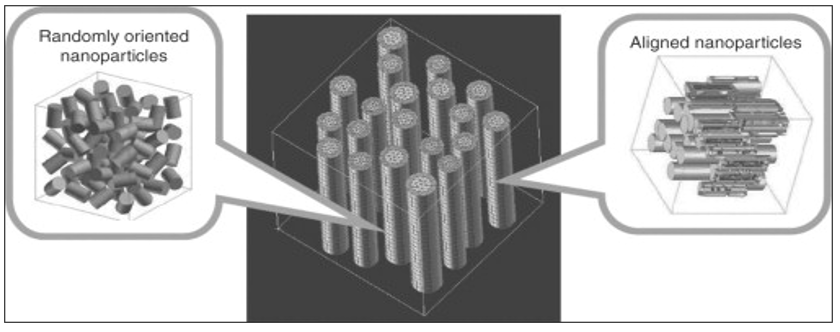 Randomly oriented
nanoparticles
Aligned nanoparticles